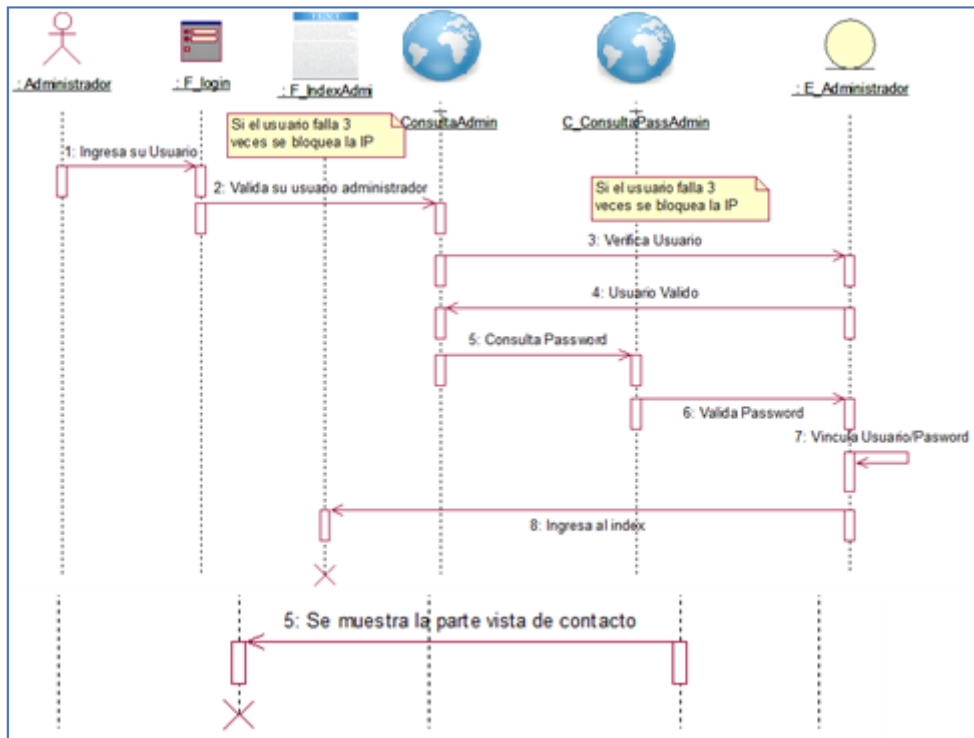 TEXT
: Administrador
: F_login
: F_IndexAdmi
ConsultaAdmin
C_ConsultaPassAdmin
: E_Administrador
Si el usuario falla 3
veces se bloquea la IP
1: Ingresa su Usuario
2: Valida su usuario administrador
Si el usuario falla 3
veces se bloquea la IP
3: Verifica Usuario
4: Usuario Valido
5: Consulta Password
6: Valida Password
7: Vincula Usuario/Pasword
8: Ingresa al index
5: Se muestra la parte vista de contacto